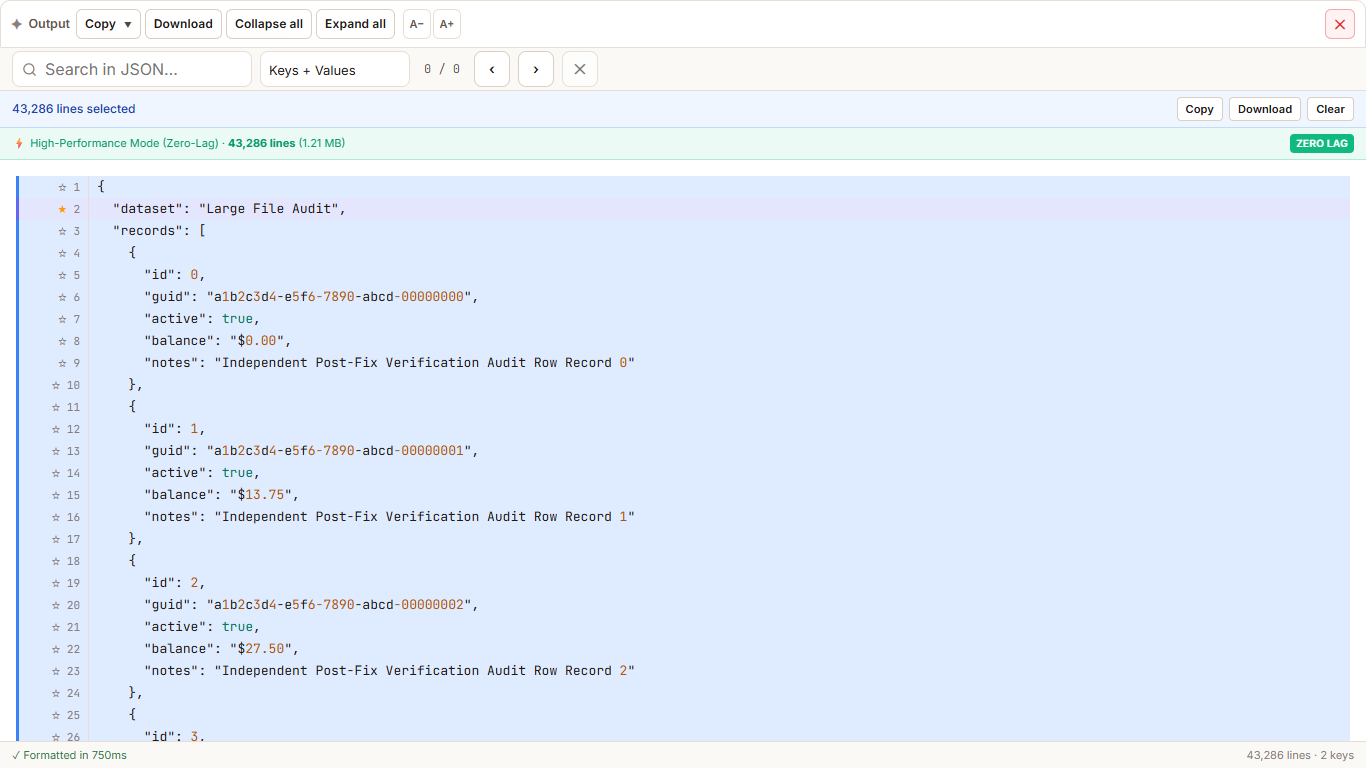 Output Copy ▾ Download Collapse all Expand all A− A+
Search in JSON... Keys + Values 0 / 0
43,286 lines selected Copy Download Clear
High-Performance Mode (Zero-Lag) · 43,286 lines (1.21 MB) ZERO LAG
1 {
2 "dataset": "Large File Audit",
3 "records": [
4 {
5 "id": 0,
6 "guid": "a1b2c3d4-e5f6-7890-abcd-00000000",
7 "active": true,
8 "balance": "$0.00",
9 "notes": "Independent Post-Fix Verification Audit Row Record 0"
10 },
11 {
12 "id": 1,
13 "guid": "a1b2c3d4-e5f6-7890-abcd-00000001",
14 "active": true,
15 "balance": "$13.75",
16 "notes": "Independent Post-Fix Verification Audit Row Record 1"
17 },
18 {
19 "id": 2,
20 "guid": "a1b2c3d4-e5f6-7890-abcd-00000002",
21 "active": true,
22 "balance": "$27.50",
23 "notes": "Independent Post-Fix Verification Audit Row Record 2"
24 },
25 {
26 "id": 3,
✓ Formatted in 750ms 43,286 lines · 2 keys